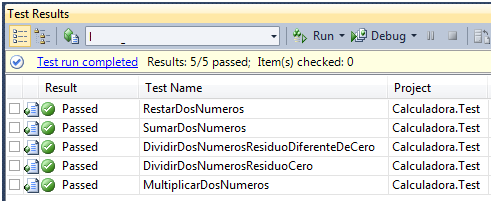 Test Results
Run Debug
Test run completed Results: 5/5 passed; Item(s) checked: 0
Result Test Name Project
Passed RestarDosNumeros Calculadora.Test
Passed SumarDosNumeros Calculadora.Test
Passed DividirDosNumerosResiduoDiferenteDeCero Calculadora.Test
Passed DividirDosNumerosResiduoCero Calculadora.Test
Passed MultiplicarDosNumeros Calculadora.Test